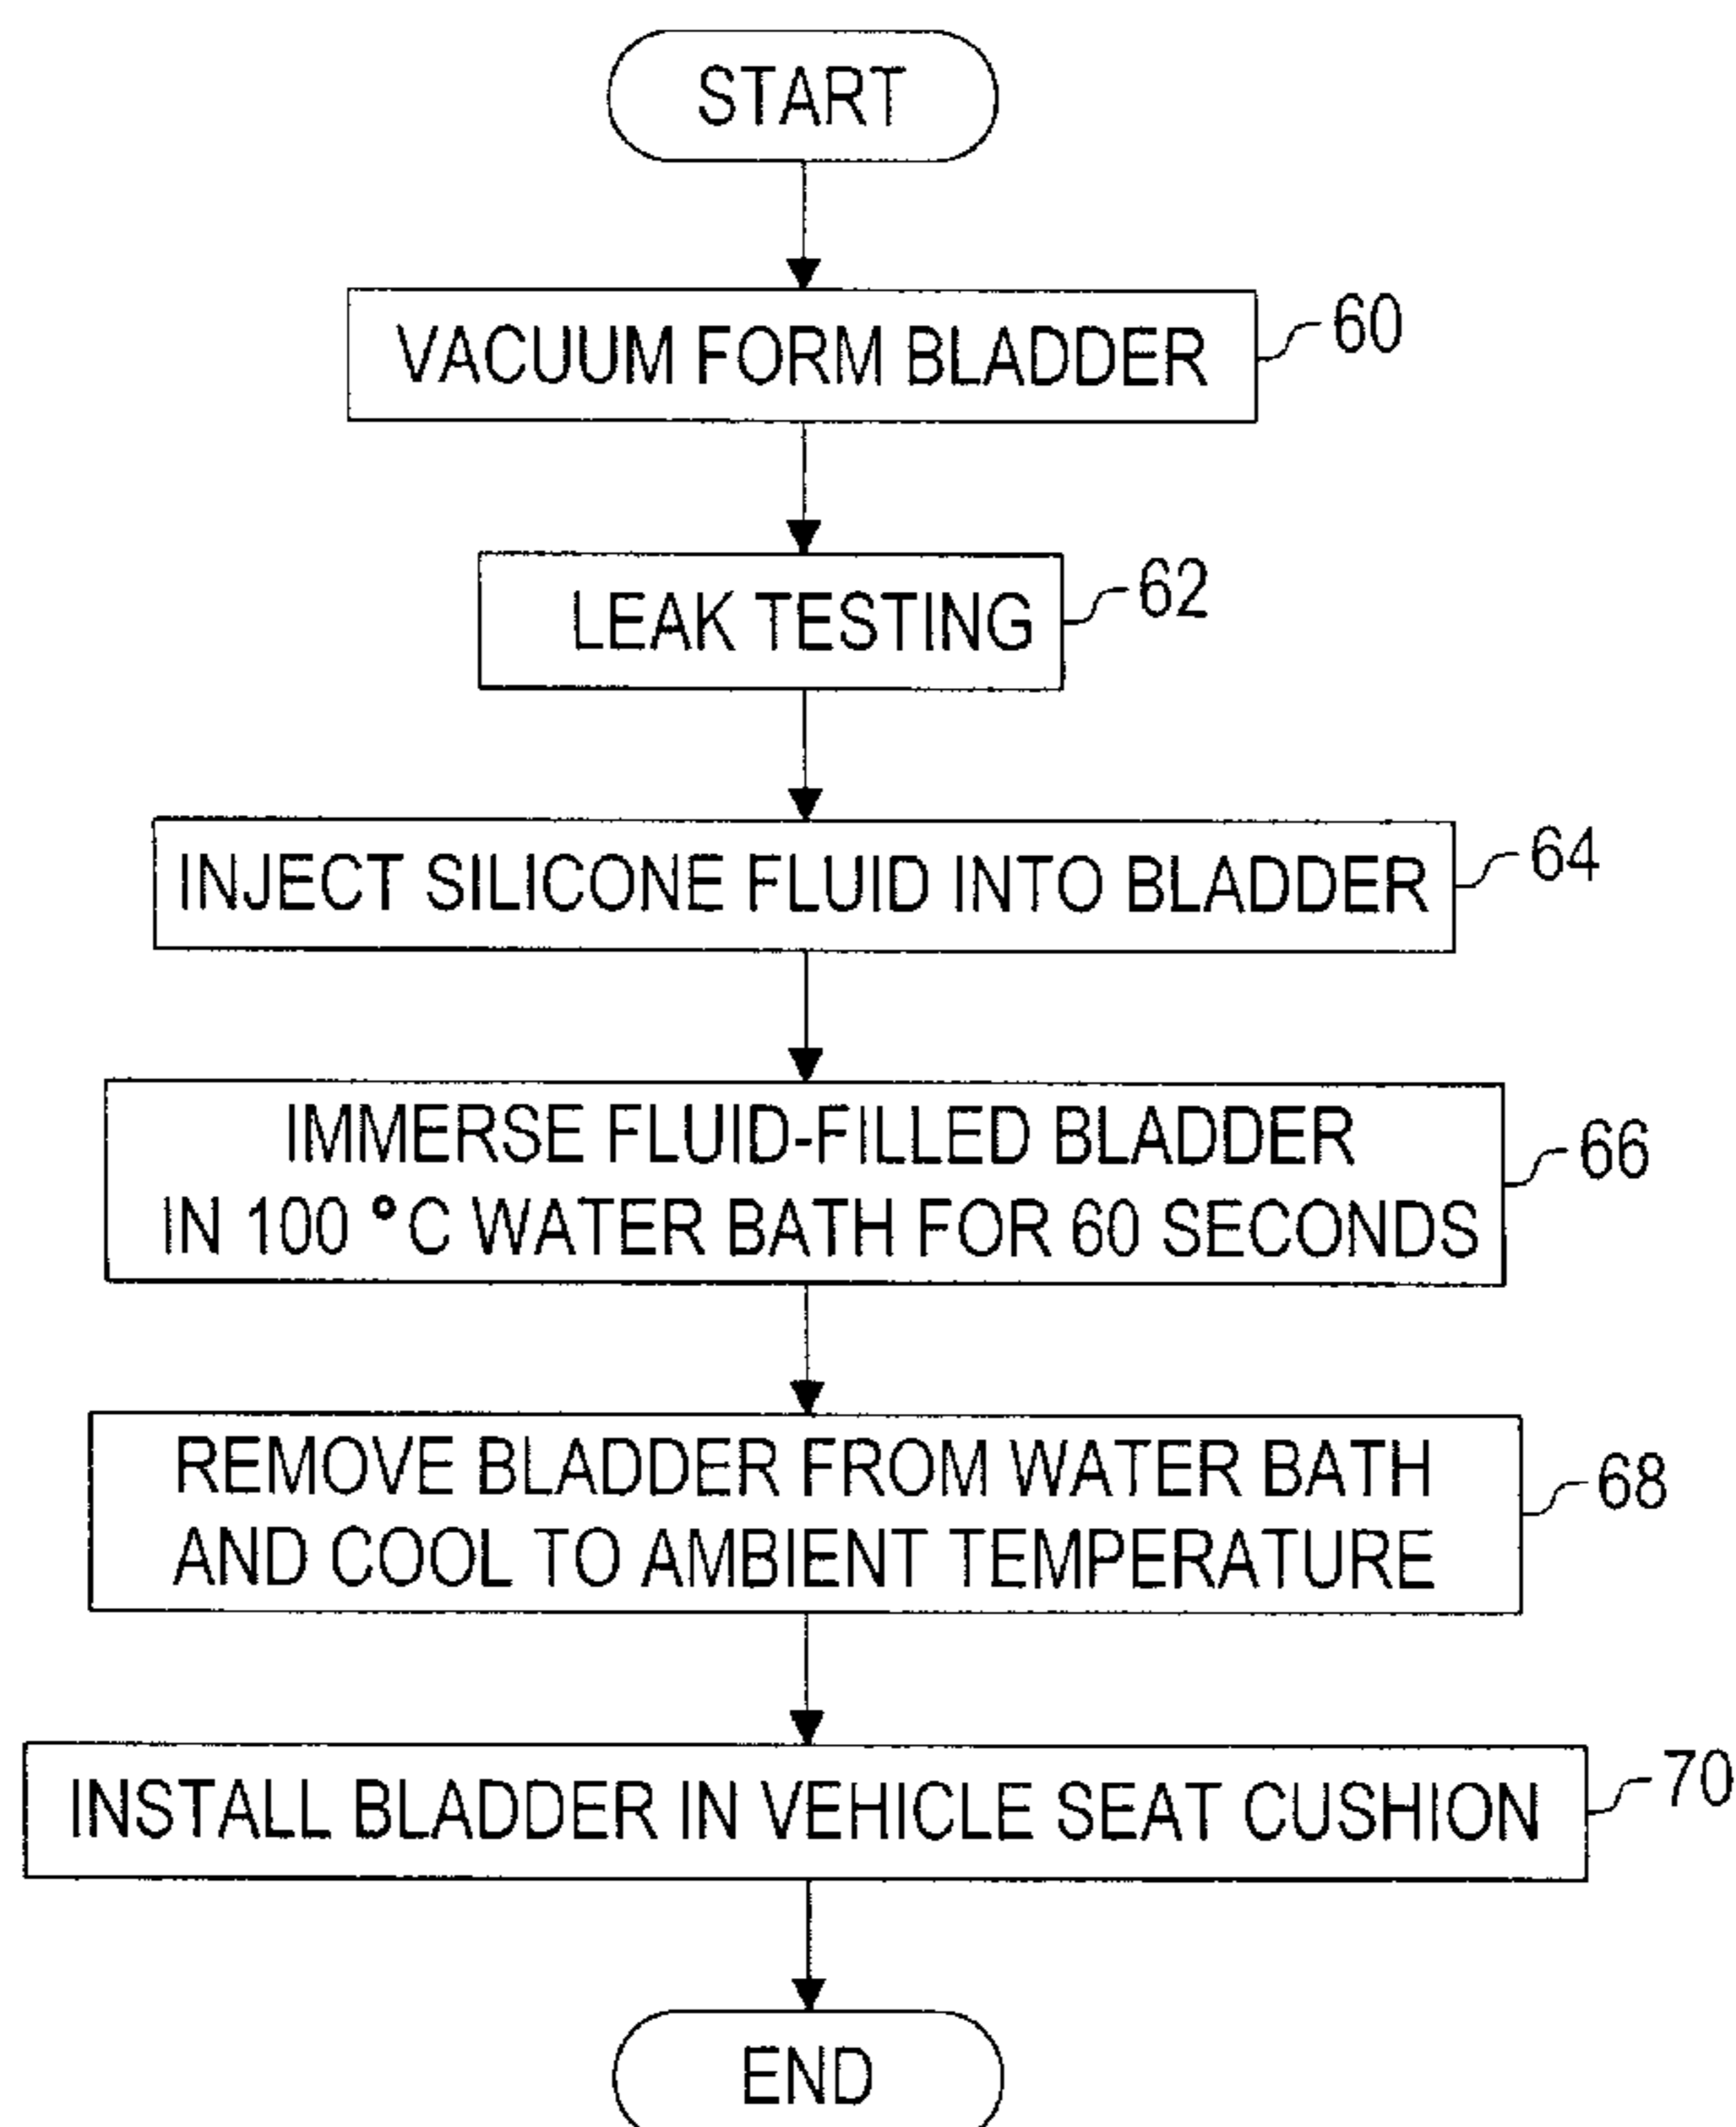 START
VACUUM FORM BLADDER
60
LEAK TESTING
62
INJECT SILICONE FLUID INTO BLADDER
64
IMMERSE FLUID-FILLED BLADDER
IN 100 °C WATER BATH FOR 60 SECONDS
66
REMOVE BLADDER FROM WATER BATH
AND COOL TO AMBIENT TEMPERATURE
68
INSTALL BLADDER IN VEHICLE SEAT CUSHION
70
END